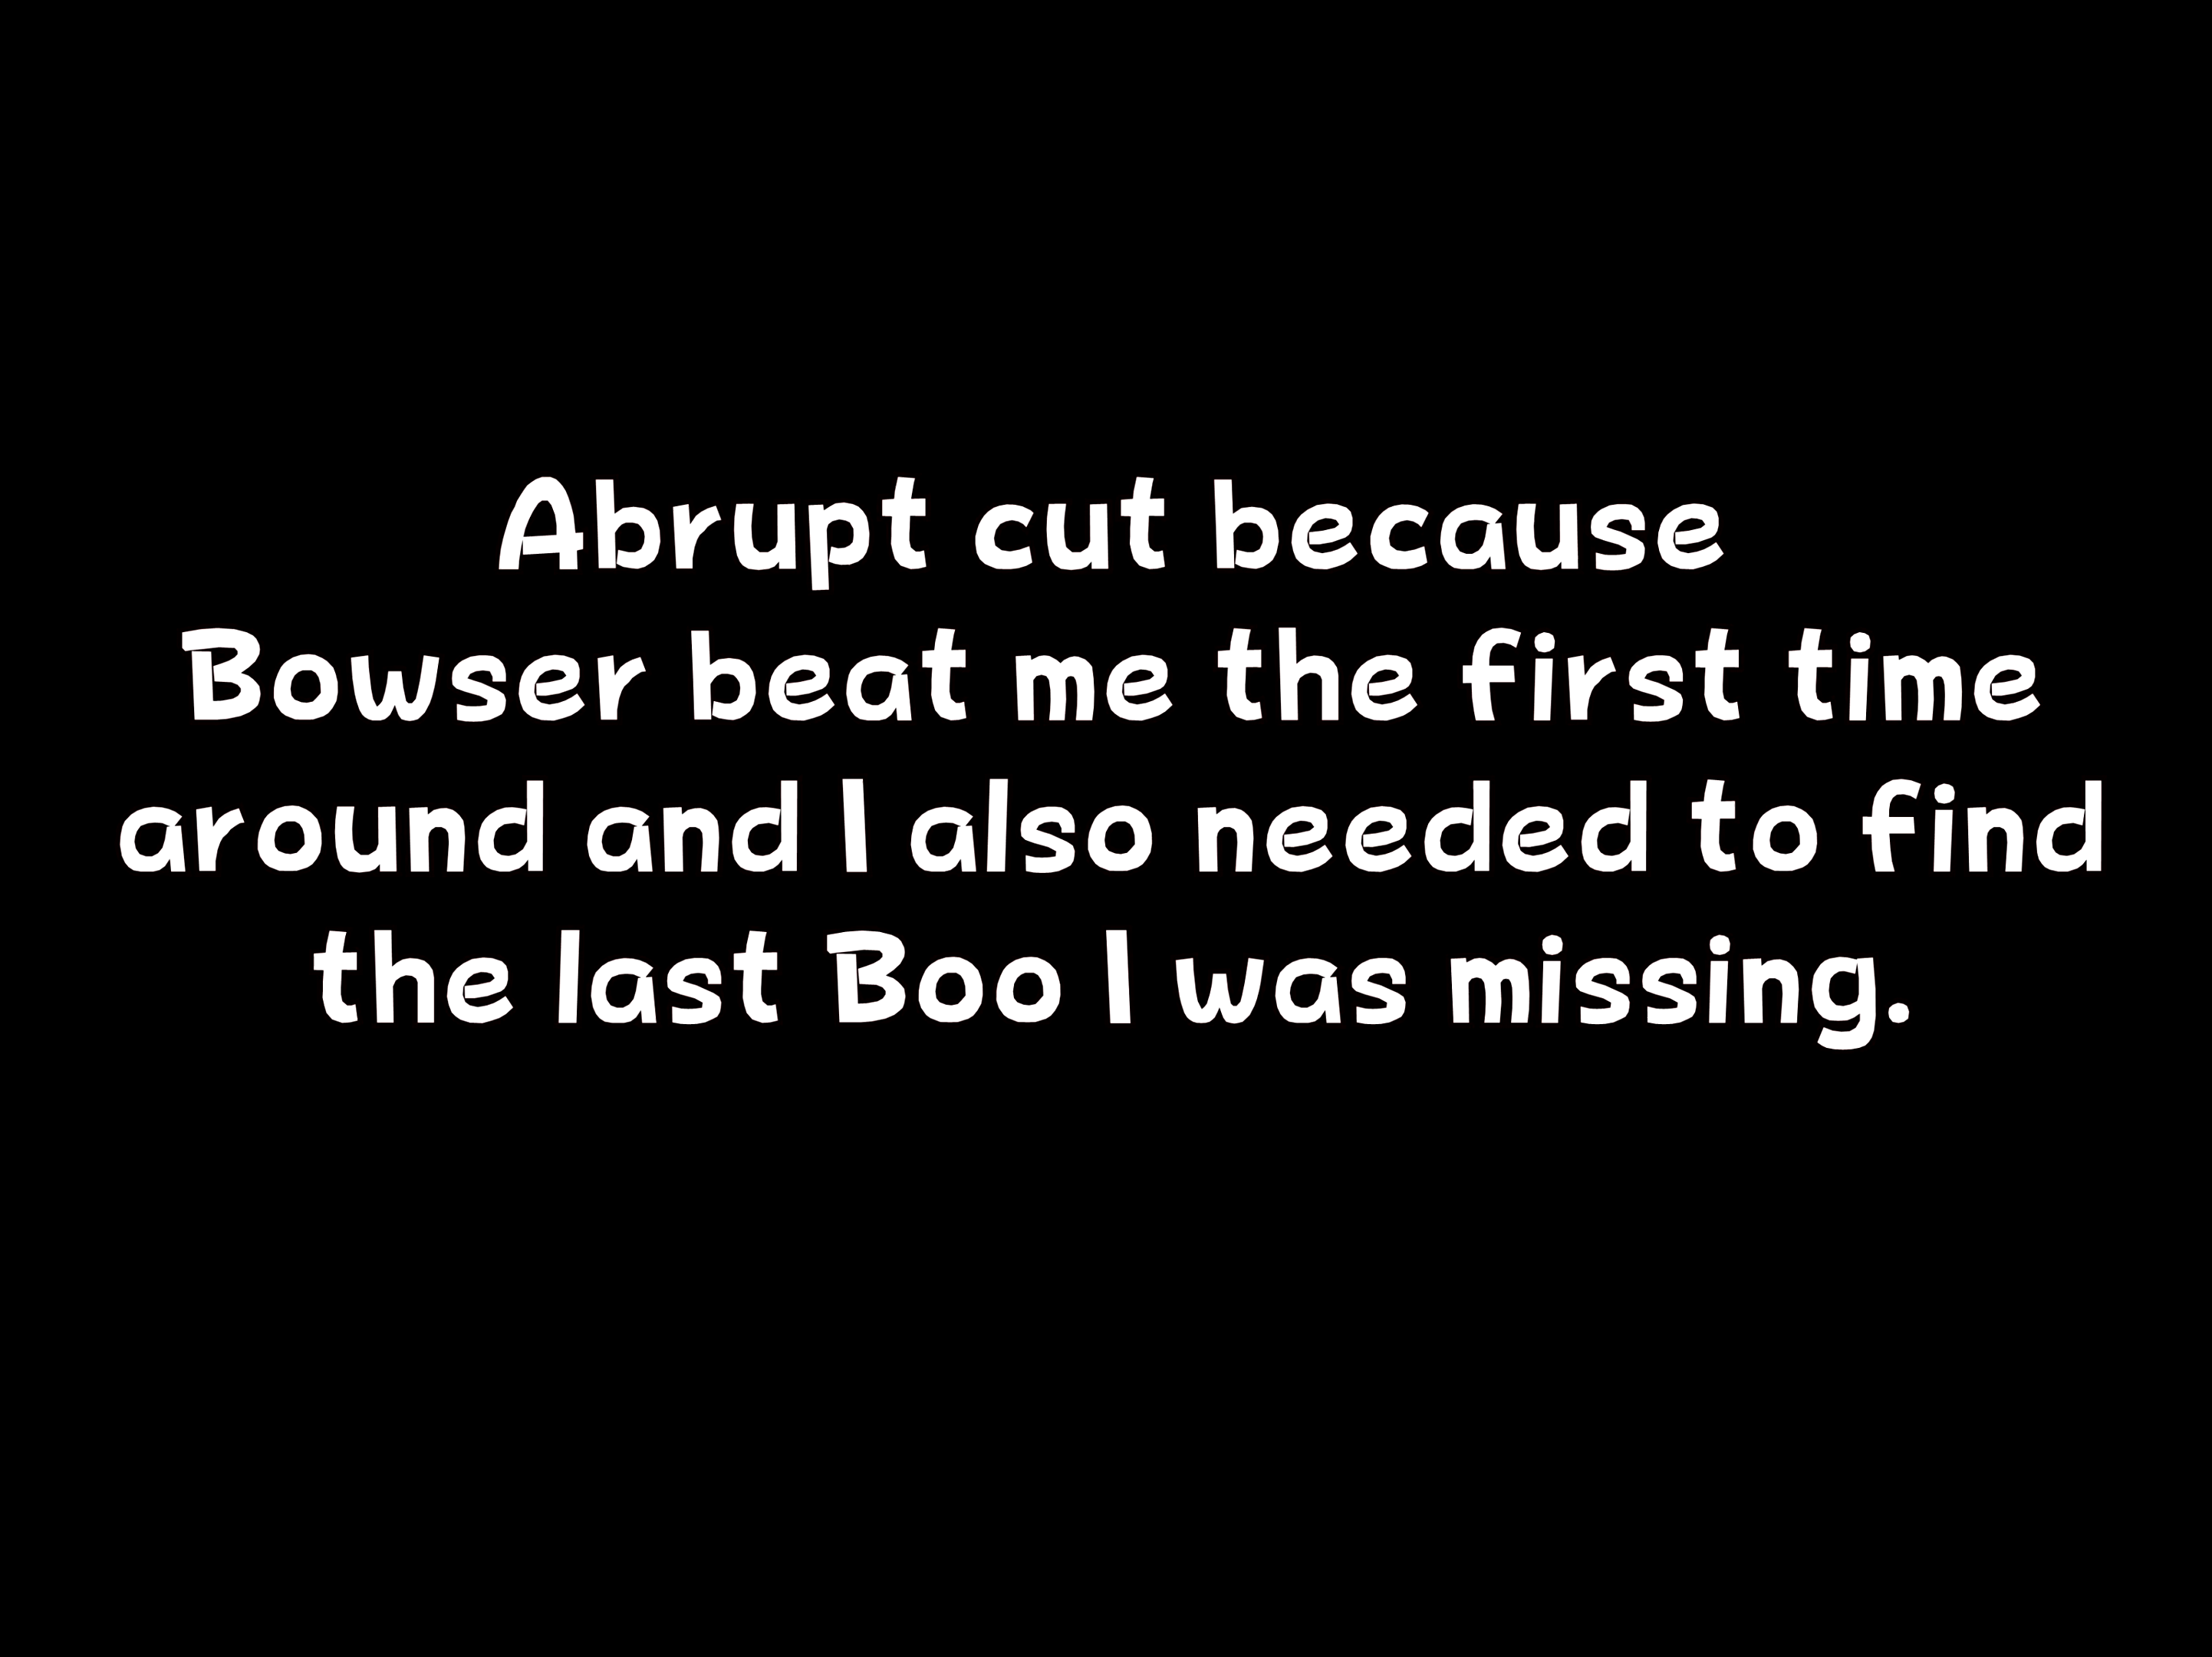 Abrupt cut because
Bowser beat me the first time
around and I also needed to find
the last Boo I was missing.